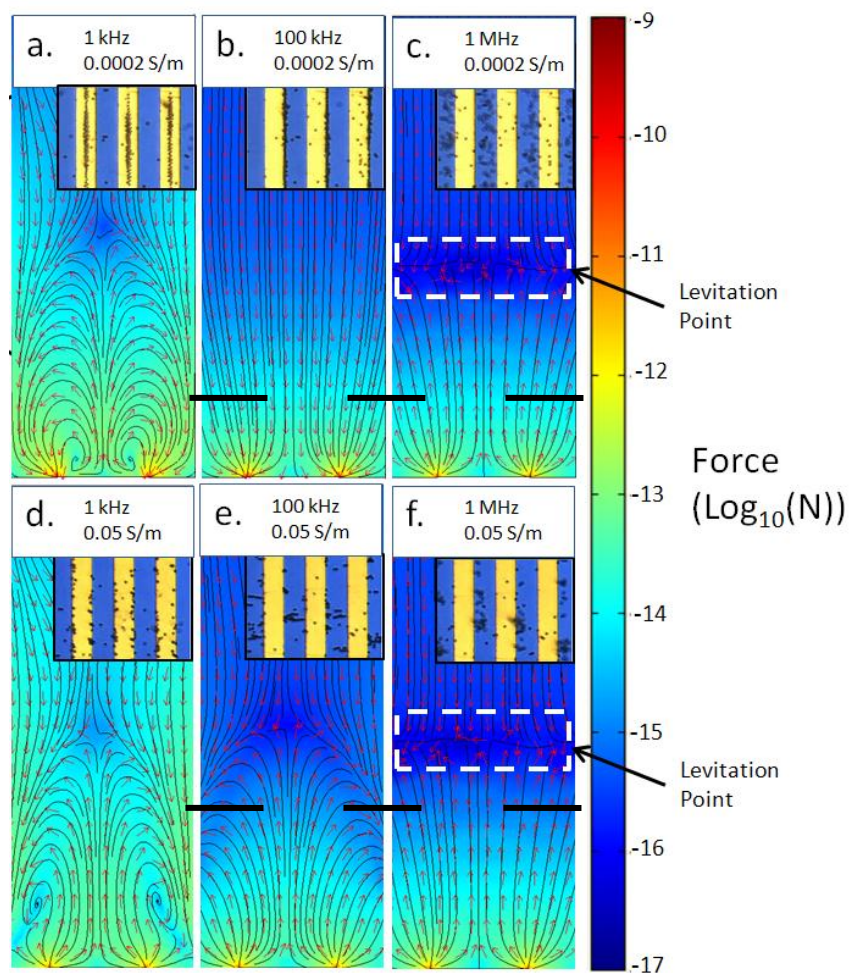 a.
1 kHz
0.0002 S/m
b.
100 kHz
0.0002 S/m
c.
1 MHz
0.0002 S/m
Levitation
Point
d.
1 kHz
0.05 S/m
e.
100 kHz
0.05 S/m
f.
1 MHz
0.05 S/m
Levitation
Point
-9
-10
-11
-12
-13
-14
-15
-16
-17
Force
(Log₁₀(N))